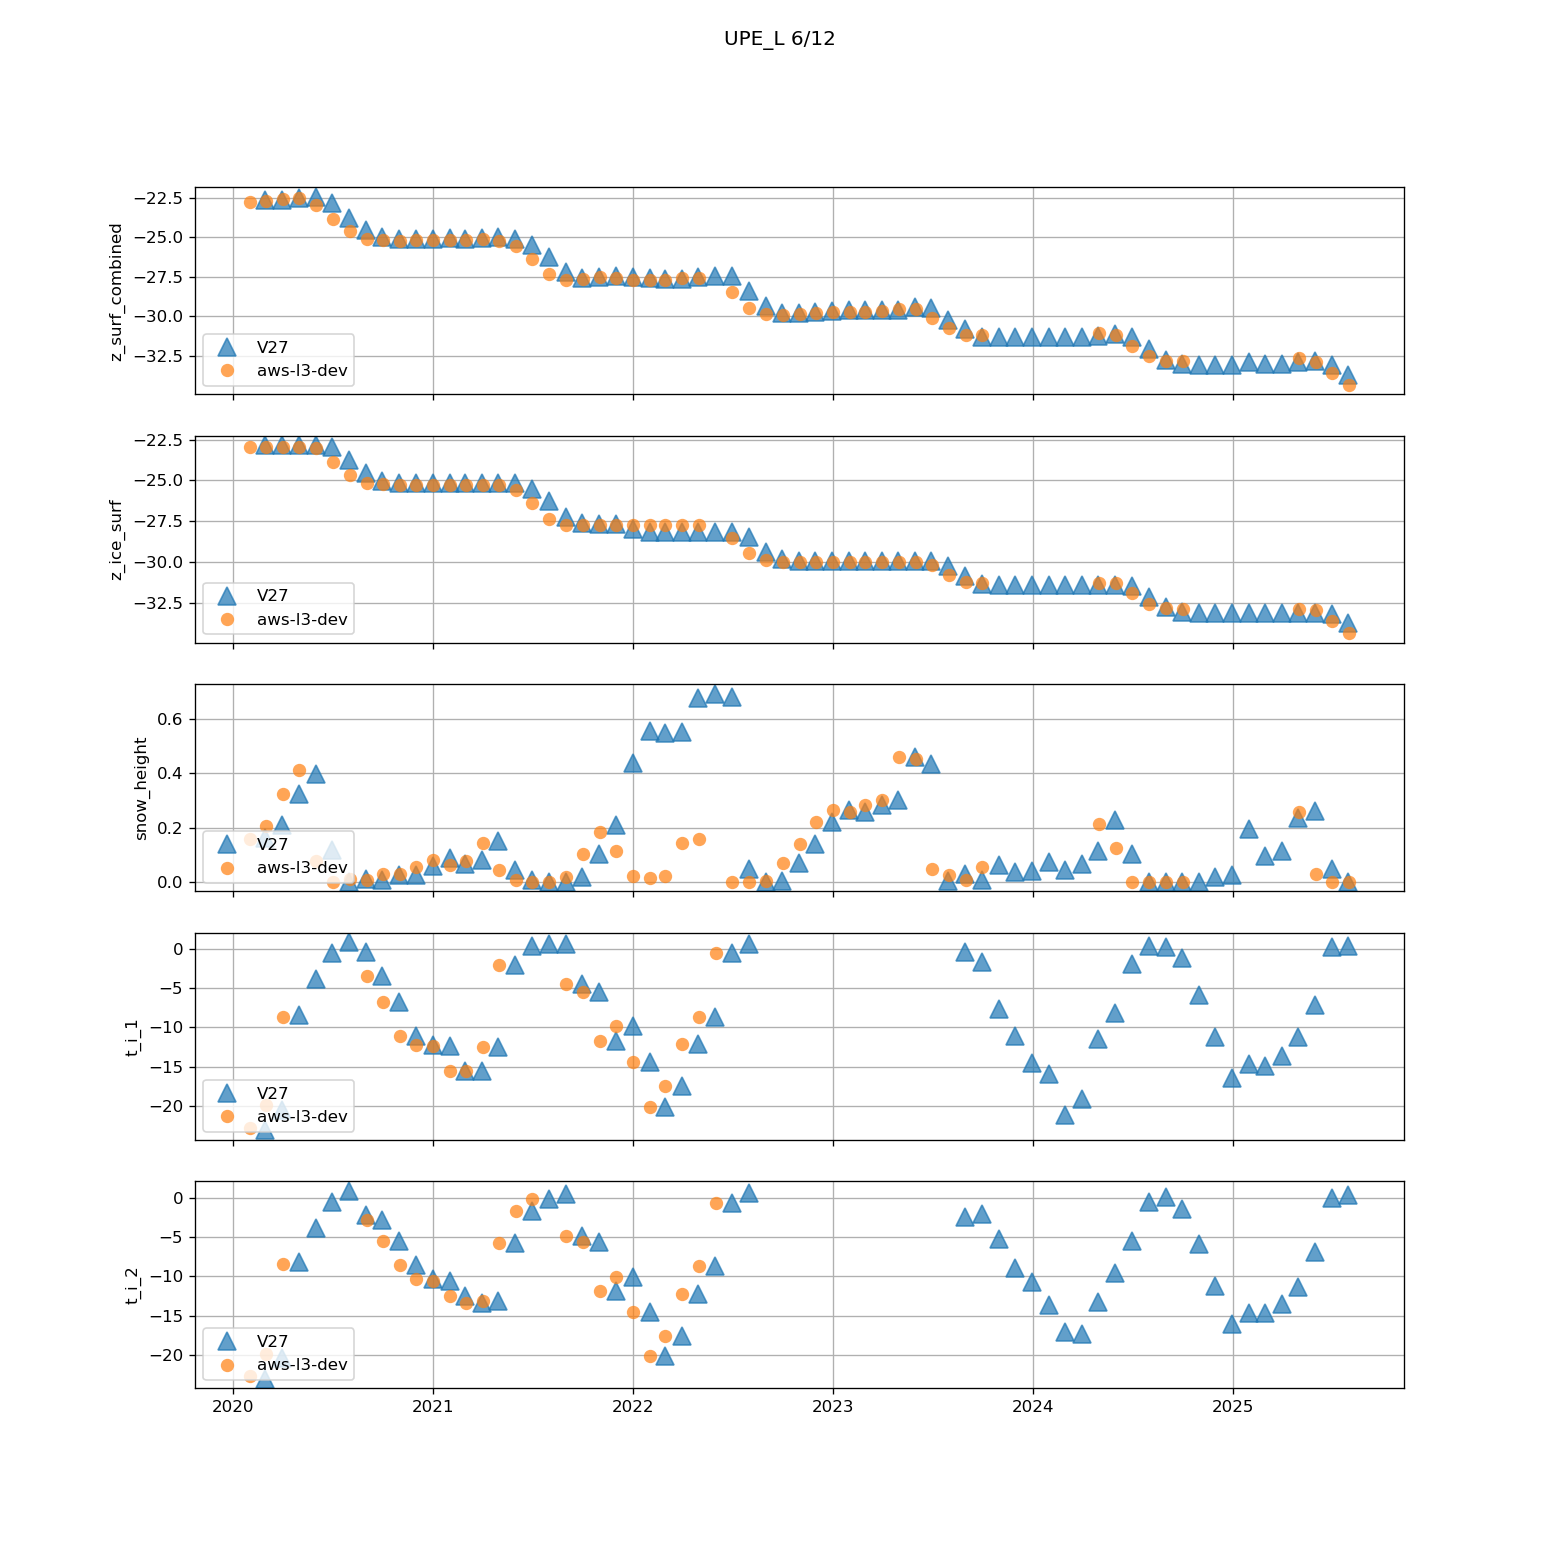 UPE_L 6/12
z_surf_combined
−22.5
−25.0
−27.5
−30.0
−32.5
V27
aws-l3-dev
z_ice_surf
−22.5
−25.0
−27.5
−30.0
−32.5
V27
aws-l3-dev
snow_height
0.6
0.4
0.2
0.0
V27
aws-l3-dev
t_i_1
0
−5
−10
−15
−20
V27
aws-l3-dev
t_i_2
0
−5
−10
−15
−20
V27
aws-l3-dev
2020 2021 2022 2023 2024 2025